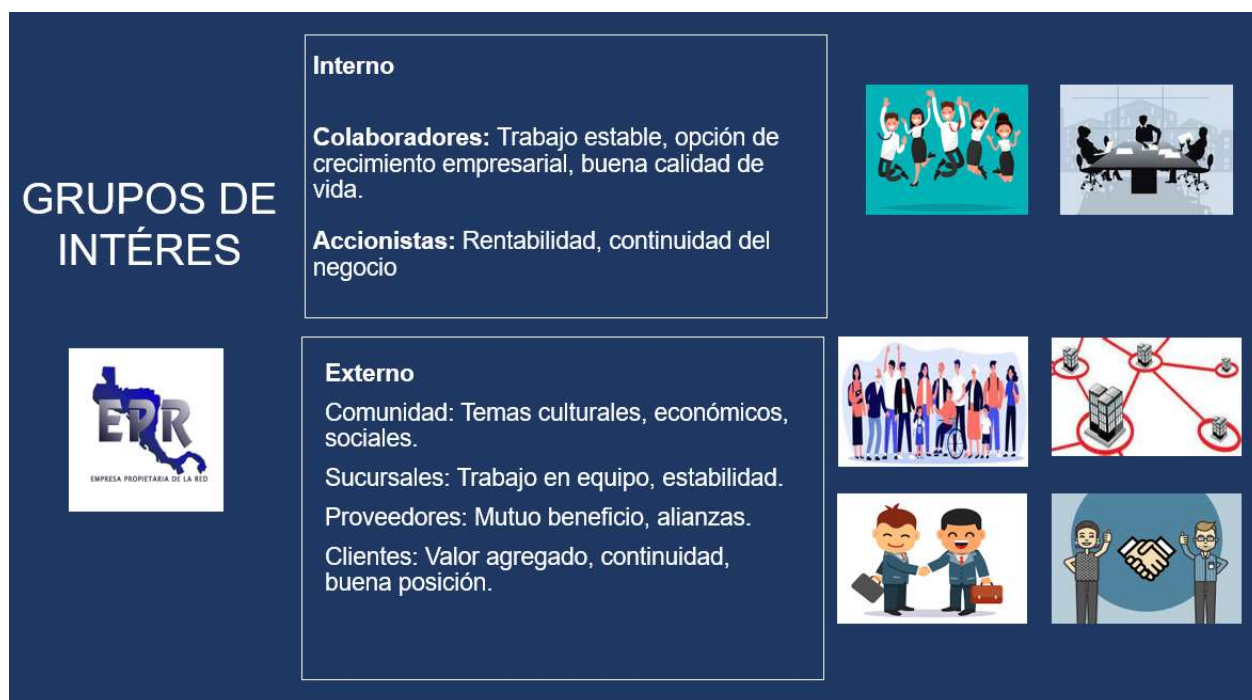 GRUPOS DE
INTÉRES
EPR
EMPRESA PROPIETARIA DE LA RED
Interno
Colaboradores: Trabajo estable, opción de
crecimiento empresarial, buena calidad de
vida.
Accionistas: Rentabilidad, continuidad del
negocio
Externo
Comunidad: Temas culturales, económicos,
sociales.
Sucursales: Trabajo en equipo, estabilidad.
Proveedores: Mutuo beneficio, alianzas.
Clientes: Valor agregado, continuidad,
buena posición.